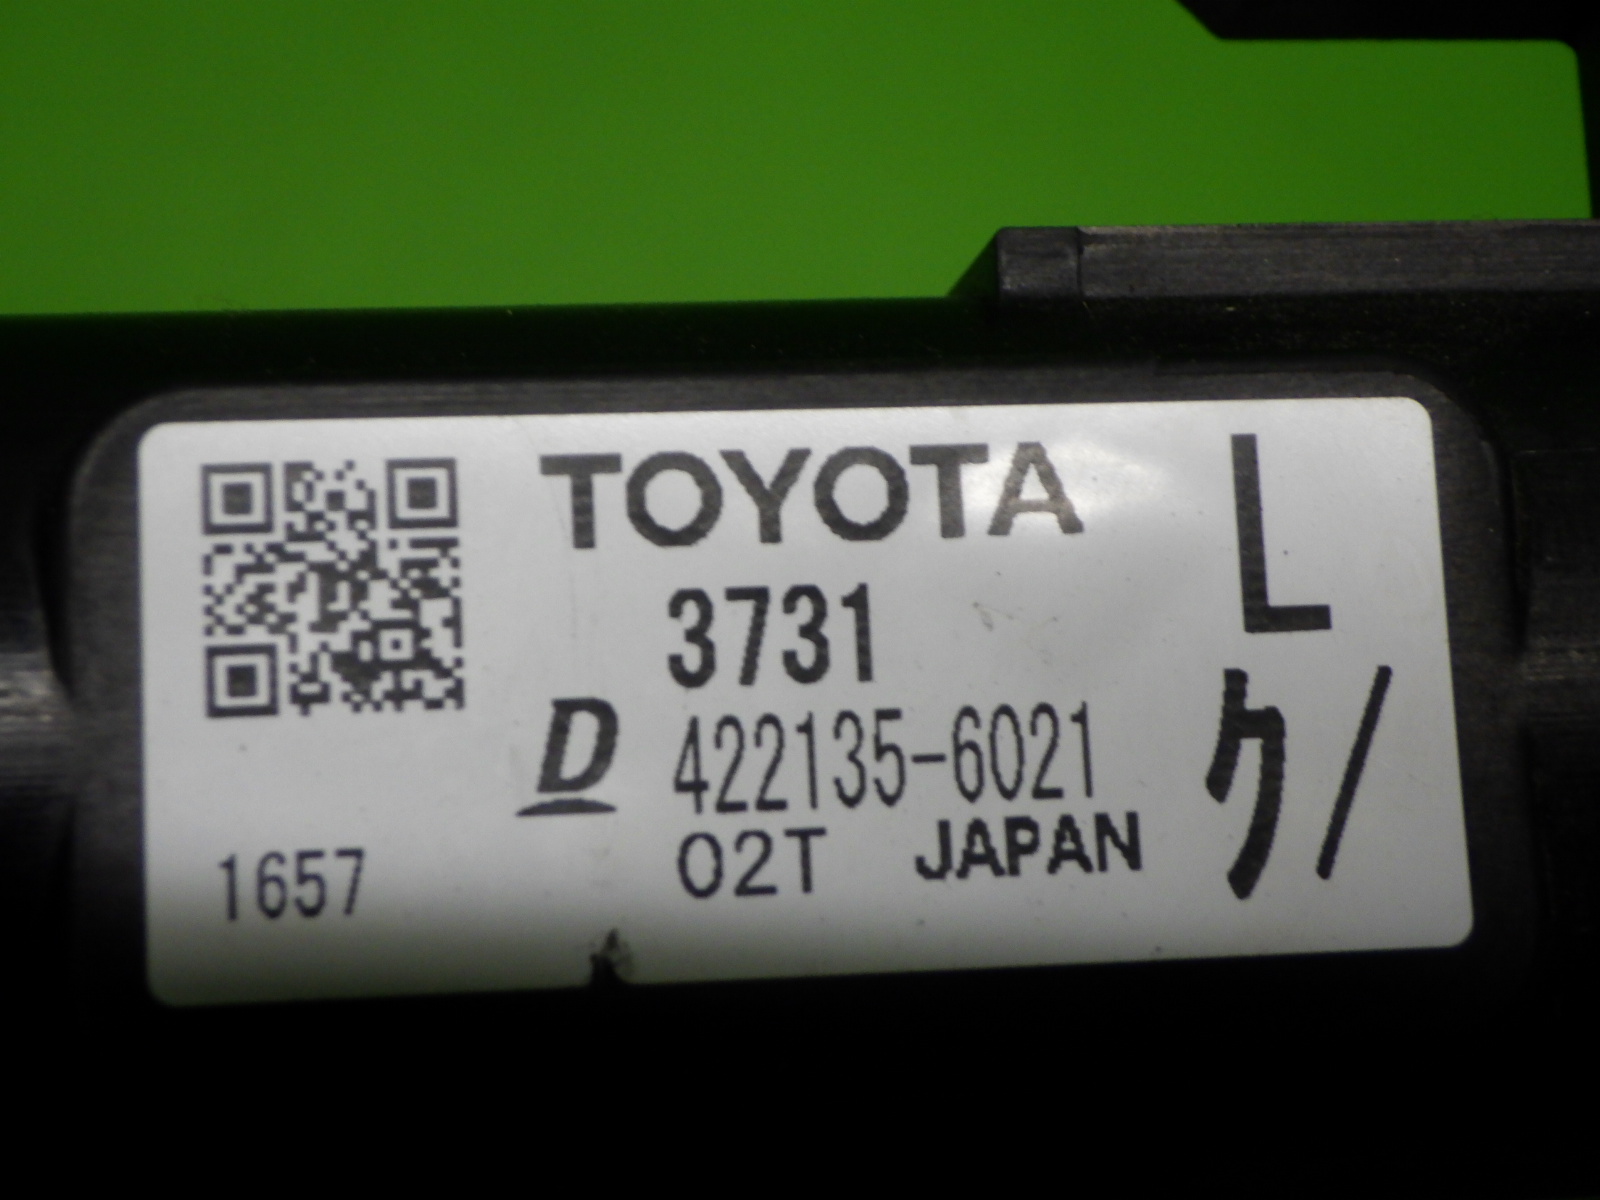 TOYOTA
L
3731
D 422135-6021
ク/
02T JAPAN
1657